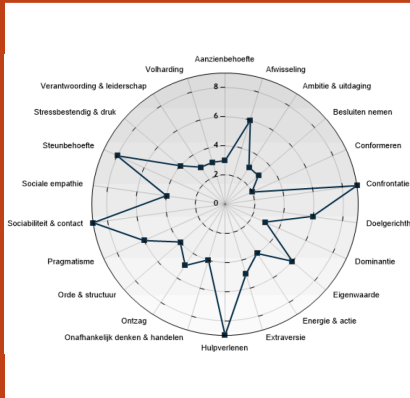 Aanzienbehoefte
Volharding
Afwisseling
Verantwoording & leiderschap
8
Ambitie & uitdaging
Stressbestendig & druk
6
Besluiten nemen
Steunbehoefte
4
Conformeren
Sociale empathie
2
Confrontatie
0
Sociabiliteit & contact
Doelgerichth
Pragmatisme
Dominantie
Orde & structuur
Eigenwaarde
Ontzag
Energie & actie
Onafhankelijk denken & handelen
Extraversie
Hulpverlenen